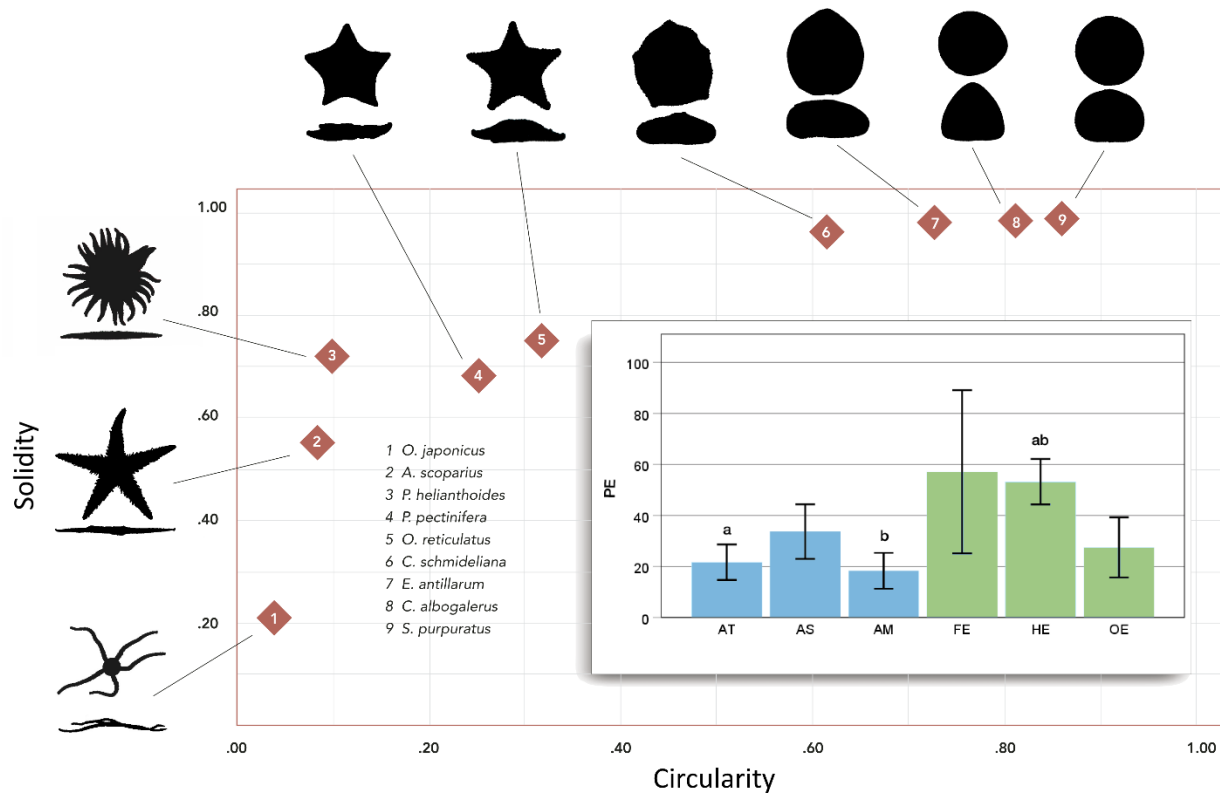 1.00
.80
.60
.40
.20
Solidity
1
2
3
4
5
6
7
8
9
1 O. japonicus
2 A. scoparius
3 P. helianthoides
4 P. pectinifera
5 O. reticulatus
6 C. schmideliana
7 E. antillarum
8 C. albogalerus
9 S. purpuratus
PE
100
80
60
40
20
0
a
b
ab
AT AS AM FE HE OE
.00 .20 .40 .60 .80 1.00
Circularity